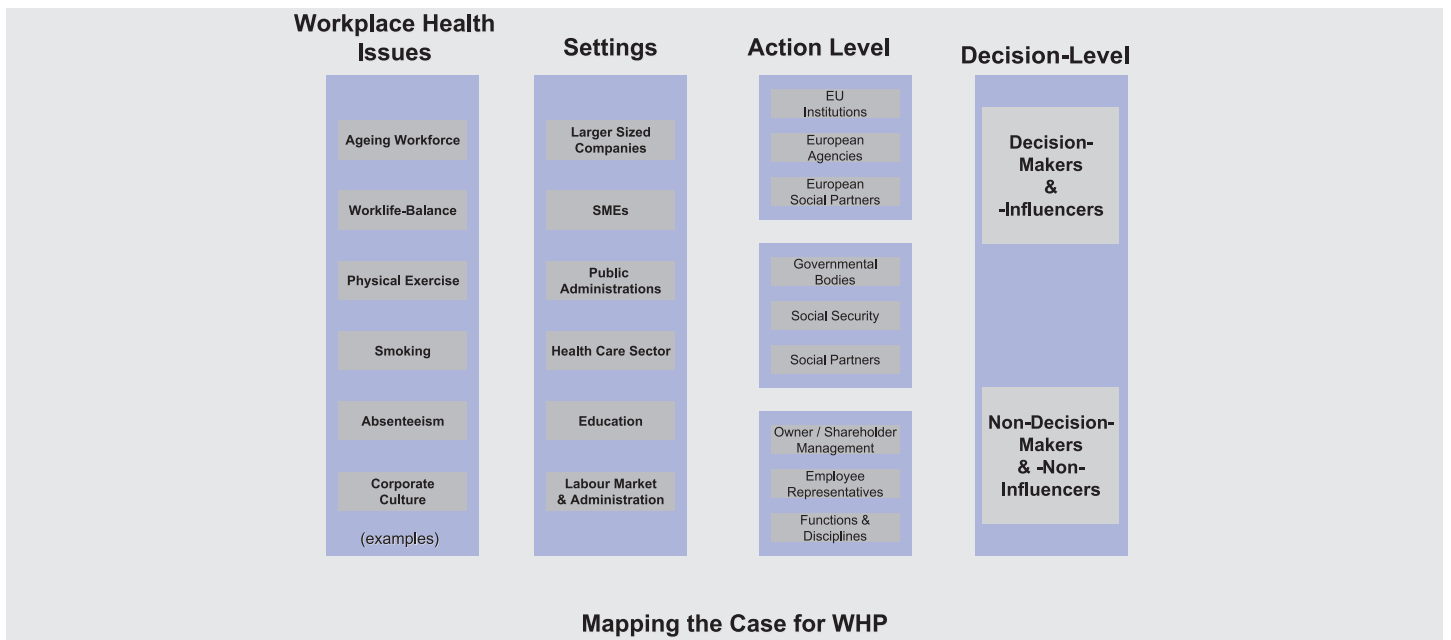 Workplace Health
Issues
Ageing Workforce
Worklife-Balance
Physical Exercise
Smoking
Absenteeism
Corporate
Culture
(examples)
Settings
Larger Sized
Companies
SMEs
Public
Administrations
Health Care Sector
Education
Labour Market
& Administration
Action Level
EU
Institutions
European
Agencies
European
Social Partners
Governmental
Bodies
Social Security
Social Partners
Owner / Shareholder
Management
Employee
Representatives
Functions &
Disciplines
Decision-Level
Decision-
Makers
&
-Influencers
Non-Decision-
Makers
& -Non-
Influencers
Mapping the Case for WHP